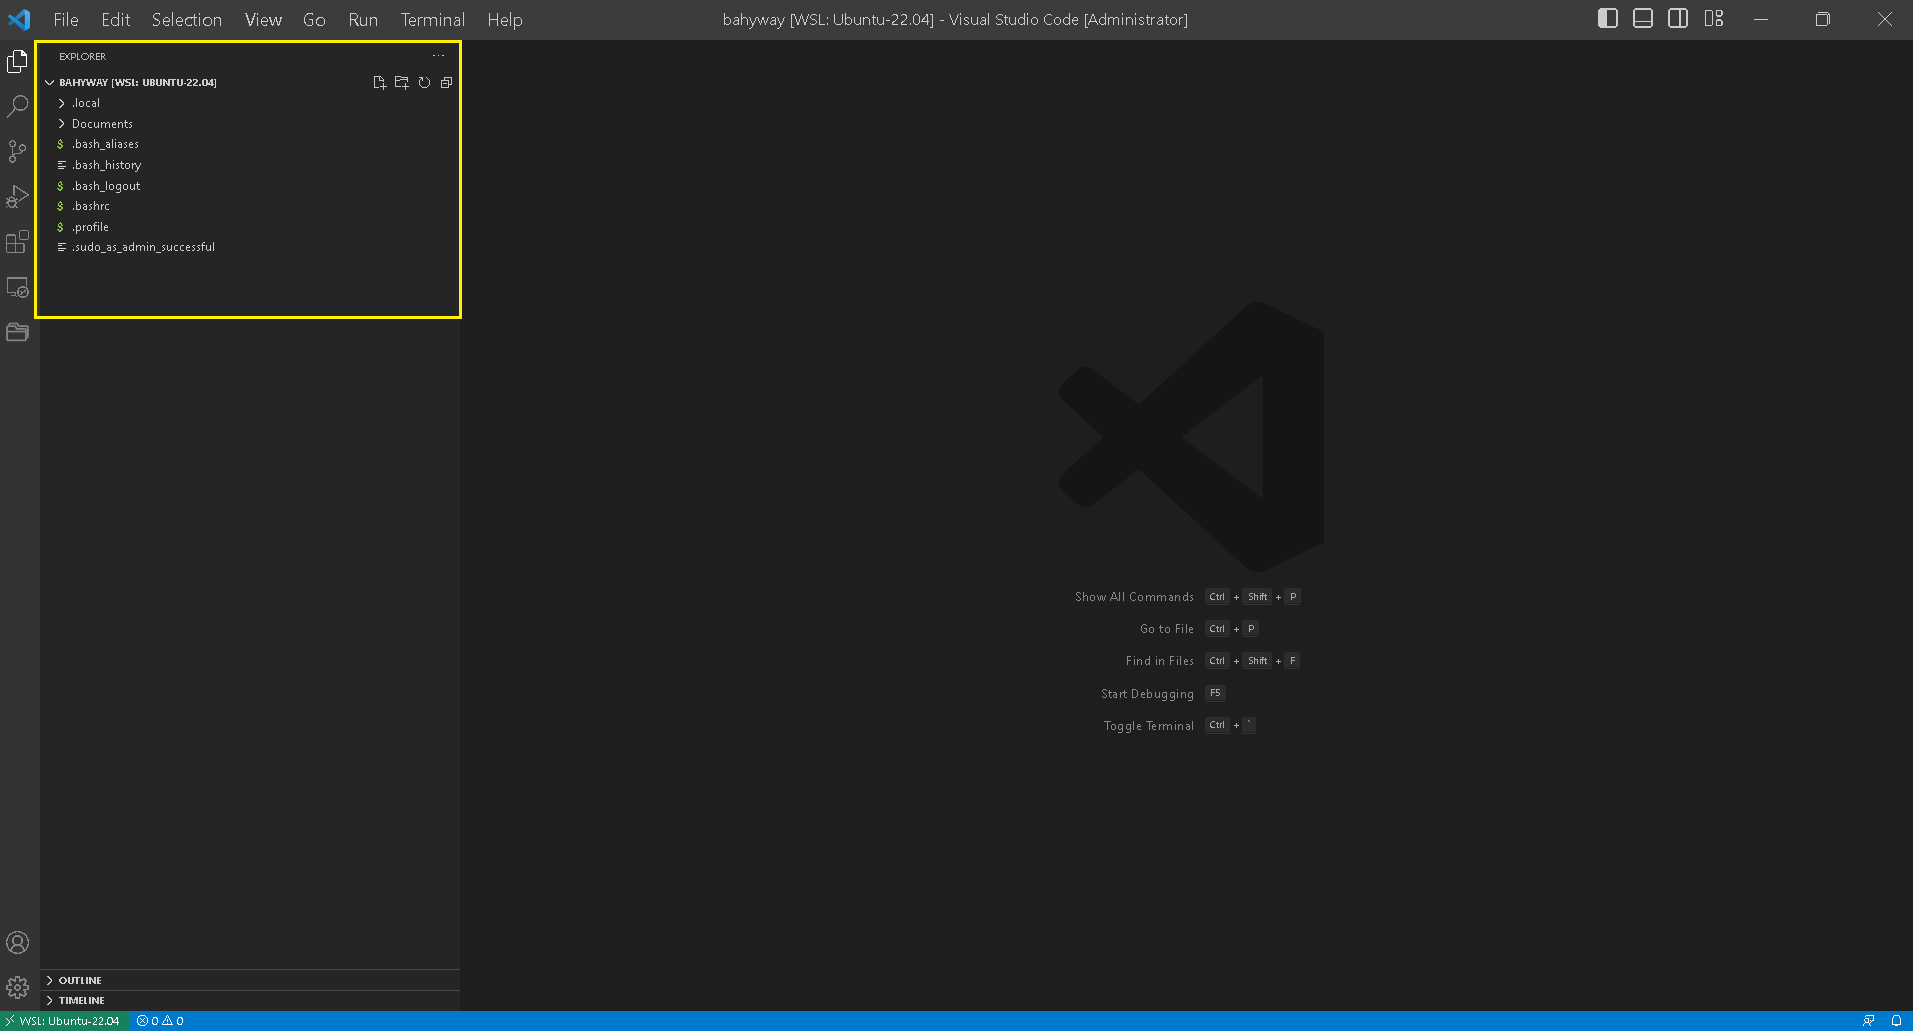 File Edit Selection View Go Run Terminal Help
bahyway [WSL: Ubuntu-22.04] - Visual Studio Code [Administrator]
EXPLORER
BAHYWAY [WSL: UBUNTU-22.04]
.local
Documents
.bash_aliases
.bash_history
.bash_logout
.bashrc
.profile
.sudo_as_admin_successful
Show All Commands Ctrl + Shift + P
Go to File Ctrl + P
Find in Files Ctrl + Shift + F
Start Debugging F5
Toggle Terminal Ctrl + `
OUTLINE
TIMELINE
WSL: Ubuntu-22.04 0 0